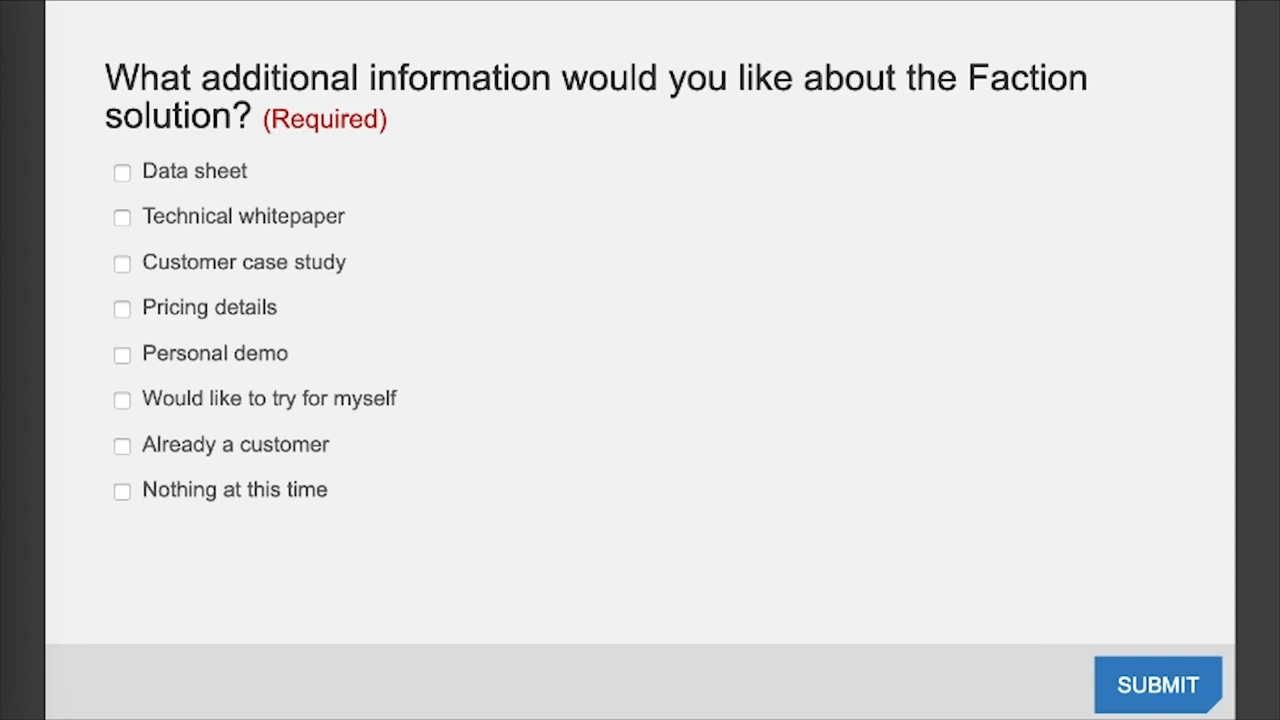 What additional information would you like about the Faction
solution? (Required)
Data sheet
Technical whitepaper
Customer case study
Pricing details
Personal demo
Would like to try for myself
Already a customer
Nothing at this time
SUBMIT